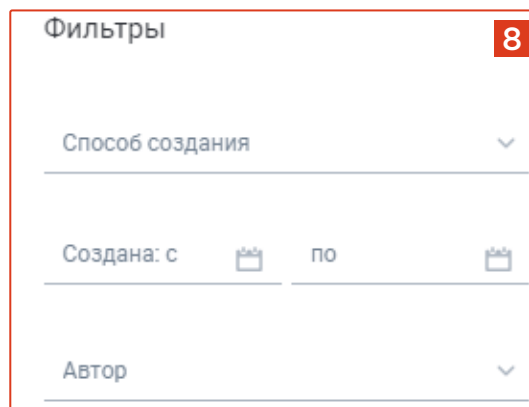 Фильтры
8
Способ создания
Создана: с по
Автор